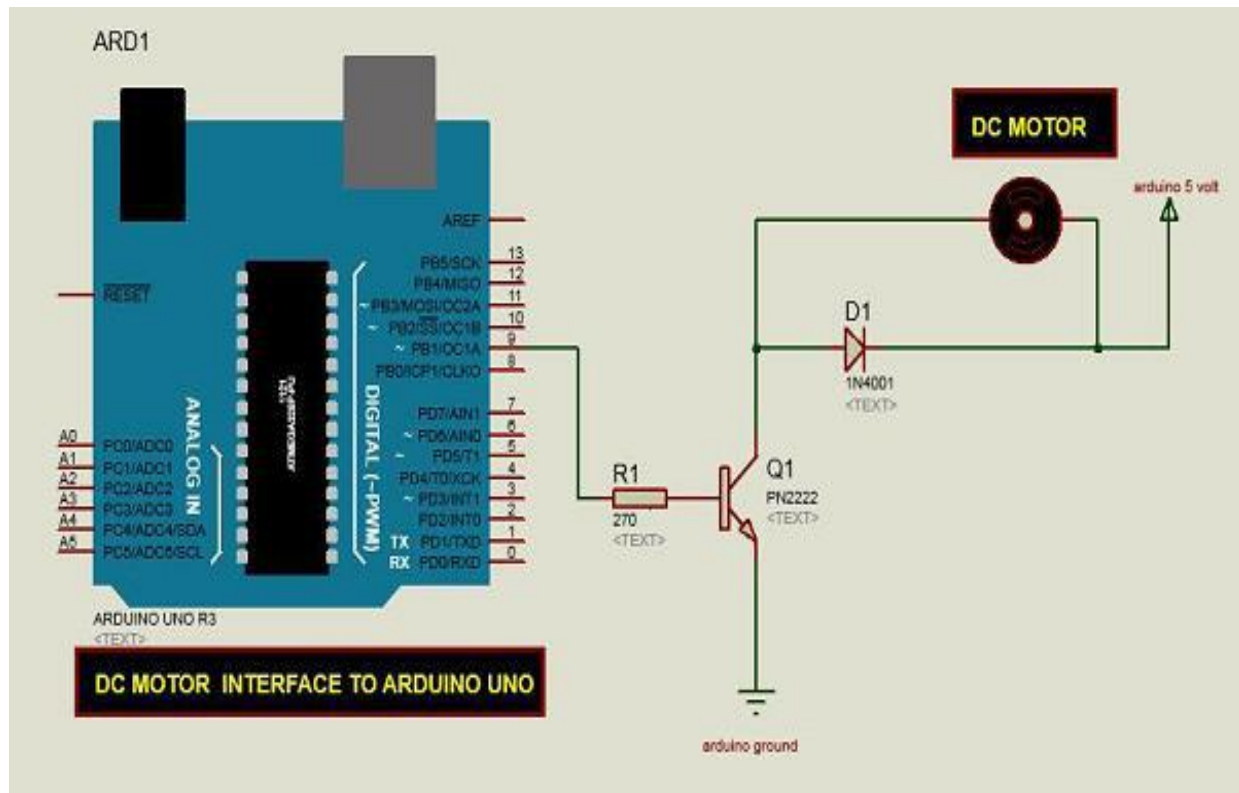 ARD1
DC MOTOR
arduino 5 volt
AREF
RESET
PB5/SCK 13
PB4/MISO 12
~ PB3/MOSI/OC2A 11
~ PB2/SS/OC1B 10
~ PB1/OC1A 9
PB0/ICP1/CLKO 8
PD7/AIN1 7
~ PD6/AIN0 6
~ PD5/T1 5
PD4/T0/XCK 4
~ PD3/INT1 3
PD2/INT0 2
TX PD1/TXD 1
RX PD0/RXD 0
ANALOG IN
DIGITAL (~PWM)
A0 PC0/ADC0
A1 PC1/ADC1
A2 PC2/ADC2
A3 PC3/ADC3
A4 PC4/ADC4/SDA
A5 PC5/ADC5/SCL
D1
1N4001
<TEXT>
R1
270
<TEXT>
Q1
PN2222
<TEXT>
ARDUINO UNO R3
<TEXT>
DC MOTOR INTERFACE TO ARDUINO UNO
arduino ground